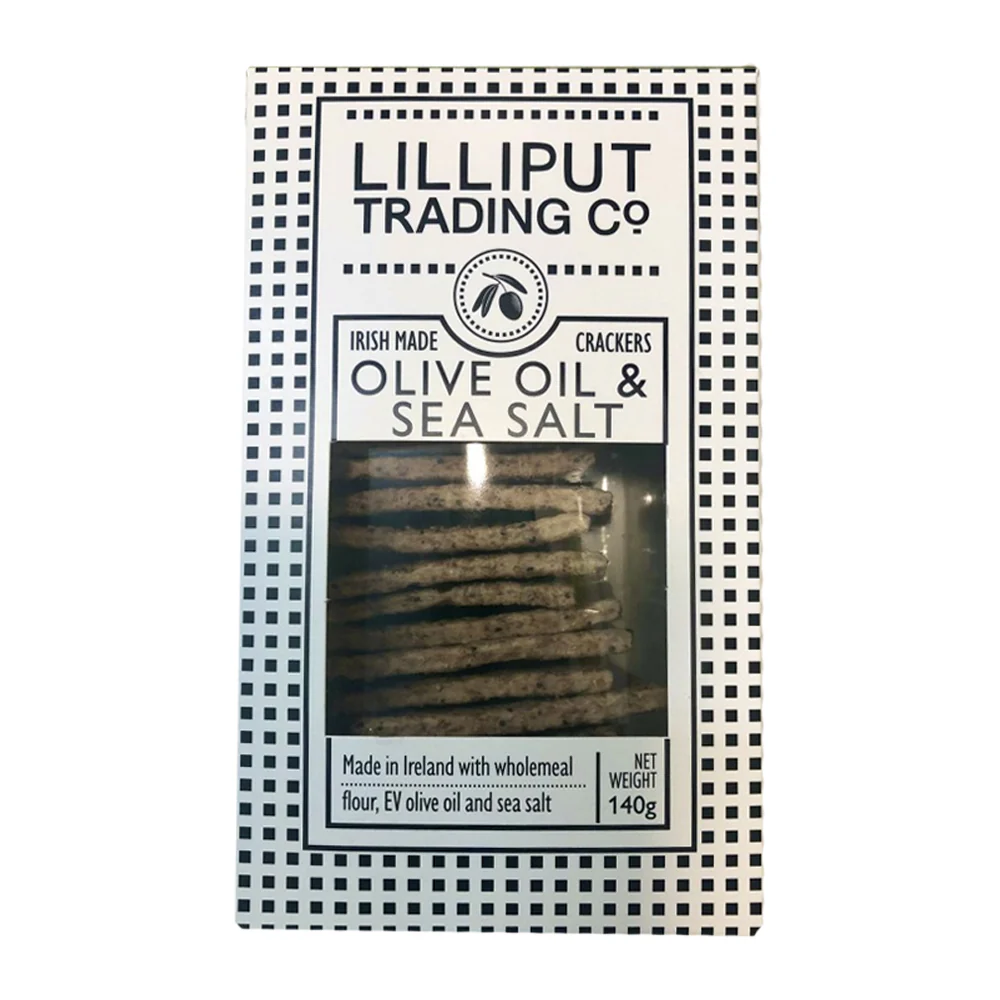 LILLIPUT
TRADING Cº
IRISH MADE CRACKERS
OLIVE OIL &
SEA SALT
Made in Ireland with wholemeal
flour, EV olive oil and sea salt
NET
WEIGHT
140g